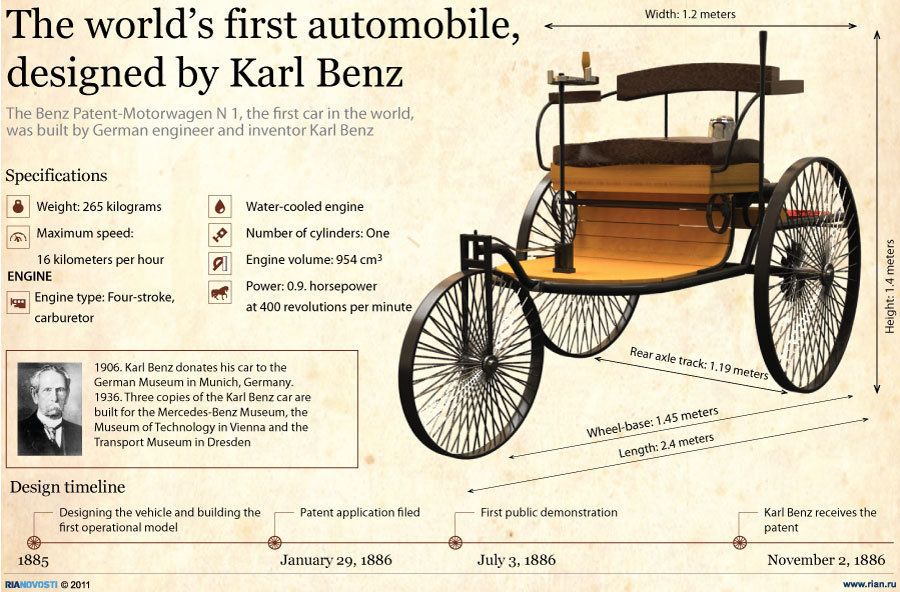 The world's first automobile,
designed by Karl Benz
The Benz Patent-Motorwagen N 1, the first car in the world,
was built by German engineer and inventor Karl Benz
Width: 1.2 meters
Height: 1.4 meters
Specifications
Weight: 265 kilograms
Maximum speed:
16 kilometers per hour
ENGINE
Engine type: Four-stroke,
carburetor
Water-cooled engine
Number of cylinders: One
Engine volume: 954 cm³
Power: 0.9. horsepower
at 400 revolutions per minute
Rear axle track: 1.19 meters
Wheel-base: 1.45 meters
Length: 2.4 meters
1906. Karl Benz donates his car to the
German Museum in Munich, Germany.
1936. Three copies of the Karl Benz car are
built for the Mercedes-Benz Museum, the
Museum of Technology in Vienna and the
Transport Museum in Dresden
Design timeline
Designing the vehicle and building the
first operational model
1885
Patent application filed
January 29, 1886
First public demonstration
July 3, 1886
Karl Benz receives the
patent
November 2, 1886
RIANOVOSTI © 2011
www.rian.ru